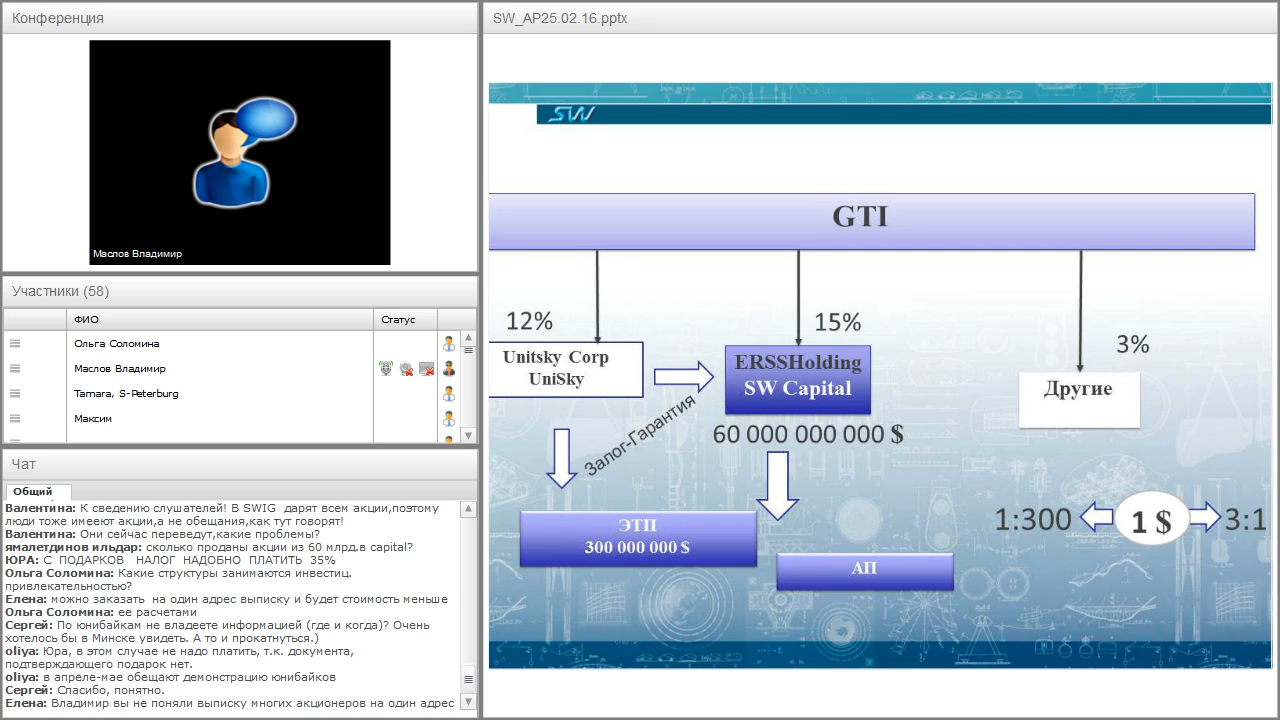 Конференция
Маслов Владимир
Участники (58)
ФИО
Статус
Ольга Соломина
Маслов Владимир
Tamara, S-Peterburg
Максим
Чат
Общий
Валентина: К сведению слушателей! В SWIG дарят всем акции,поэтому
люди тоже имееют акции,а не обещания,как тут говорят!
Валентина: Они сейчас переведут,какие проблемы?
ямалетдинов ильдар: сколько проданы акции из 60 млрд.в capital?
ЮРА: С ПОДАРКОВ НАЛОГ НАДОБНО ПЛАТИТЬ 35%
Ольга Соломина: Какие структуры занимаются инвестиц.
привлекательностью?
Елена: можно заказать на один адрес выписку и будет стоимость меньше
Ольга Соломина: ее расчетами
Сергей: По юнибайкам не владеете информацией (где и когда)? Очень
хотелось бы в Минске увидеть. А то и прокатнуться.)
oliya: Юра, в этом случае не надо платить, т.к. документа,
подтверждающего подарок нет.
oliya: в апреле-мае обещают демонстрацию юнибайков
Сергей: Спасибо, понятно.
Елена: Владимир вы не поняли выписку многих акционеров на один адрес
SW_AP25.02.16.pptx
SW
GTI
12%
15%
3%
Unitsky Corp
UniSky
ERSSHolding
SW Capital
Другие
Залог-Гарантия
60 000 000 000 $
ЭТП
300 000 000 $
АП
1:300
1 $
3:1